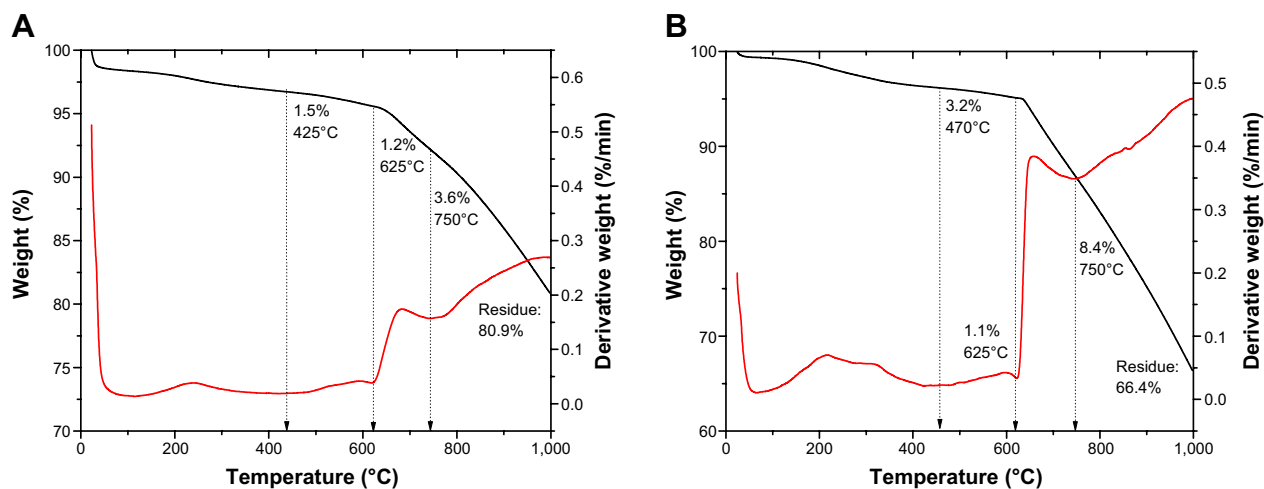 A
100
95
90
85
80
75
70
Weight (%)
0.6
0.5
0.4
0.3
0.2
0.1
0.0
Derivative weight (%/min)
1.5%
425°C
1.2%
625°C
3.6%
750°C
Residue:
80.9%
0
200
400
600
800
1,000
Temperature (°C)
B
100
90
80
70
60
Weight (%)
0.5
0.4
0.3
0.2
0.1
0.0
Derivative weight (%/min)
3.2%
470°C
8.4%
750°C
1.1%
625°C
Residue:
66.4%
0
200
400
600
800
1,000
Temperature (°C)